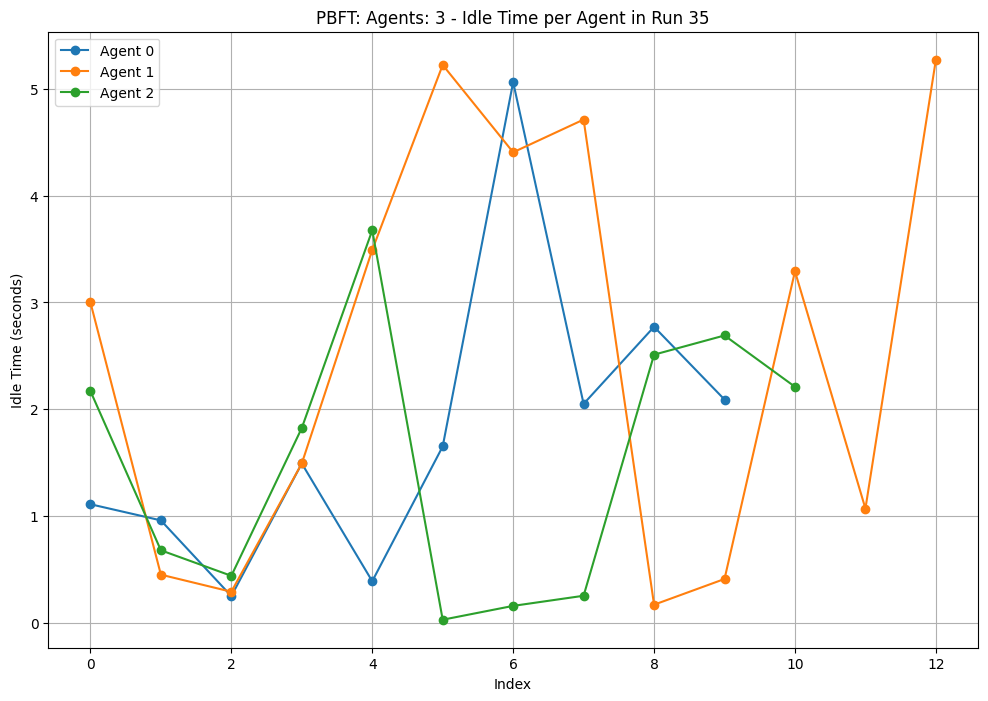 PBFT: Agents: 3 - Idle Time per Agent in Run 35
Agent 0
Agent 1
Agent 2
Idle Time (seconds)
5
4
3
2
1
0
0 2 4 6 8 10 12
Index